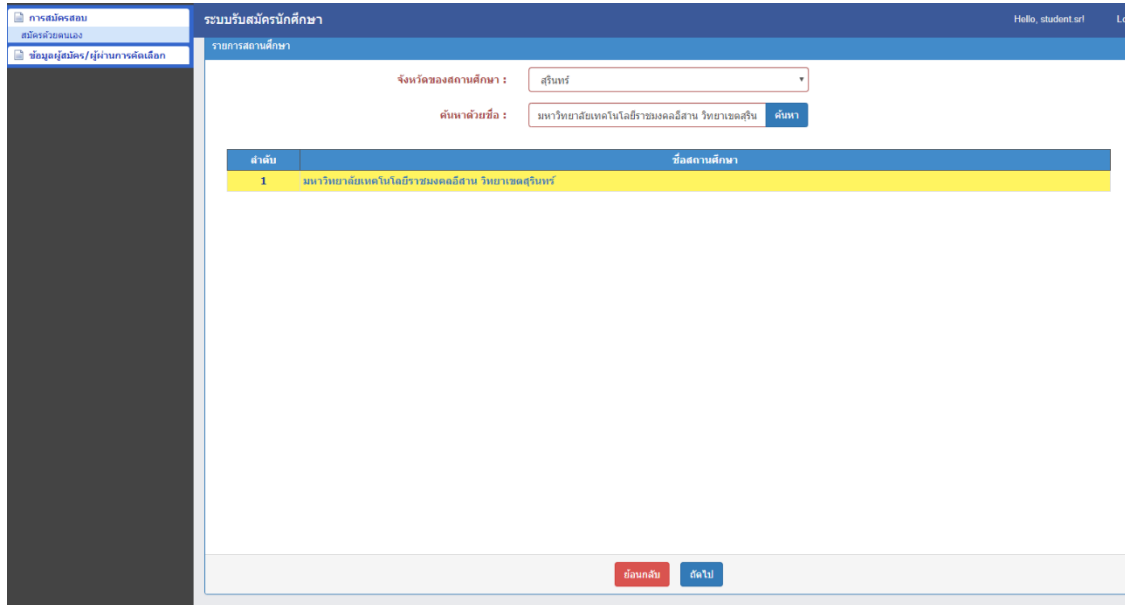 การสมัครสอบ
สมัครด้วยตนเอง
ข้อมูลผู้สมัคร/ผู้ผ่านการคัดเลือก
ระบบรับสมัครนักศึกษา
Hello, student.srf
Lo
รายการสถานศึกษา
จังหวัดของสถานศึกษา :
สุรินทร์
ค้นหาด้วยชื่อ :
มหาวิทยาลัยเทคโนโลยีราชมงคลอีสาน วิทยาเขตสุริน
ค้นหา
ลำดับ ชื่อสถานศึกษา
1 มหาวิทยาลัยเทคโนโลยีราชมงคลอีสาน วิทยาเขตสุรินทร์
ย้อนกลับ ถัดไป